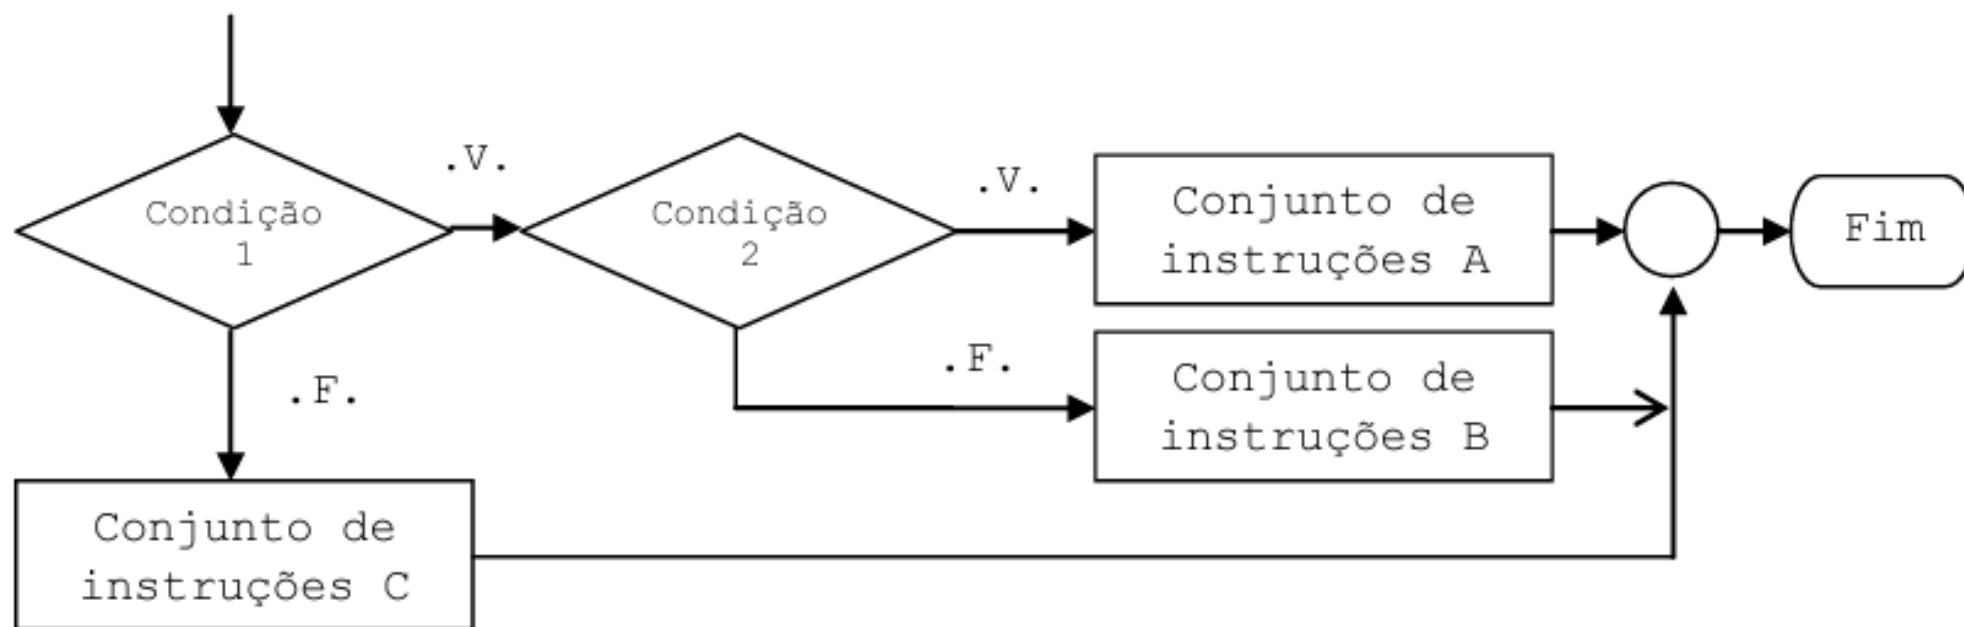 .V.
Condição
1
.V.
Condição
2
Conjunto de
instruções A
Fim
.F.
.F.
Conjunto de
instruções B
Conjunto de
instruções C